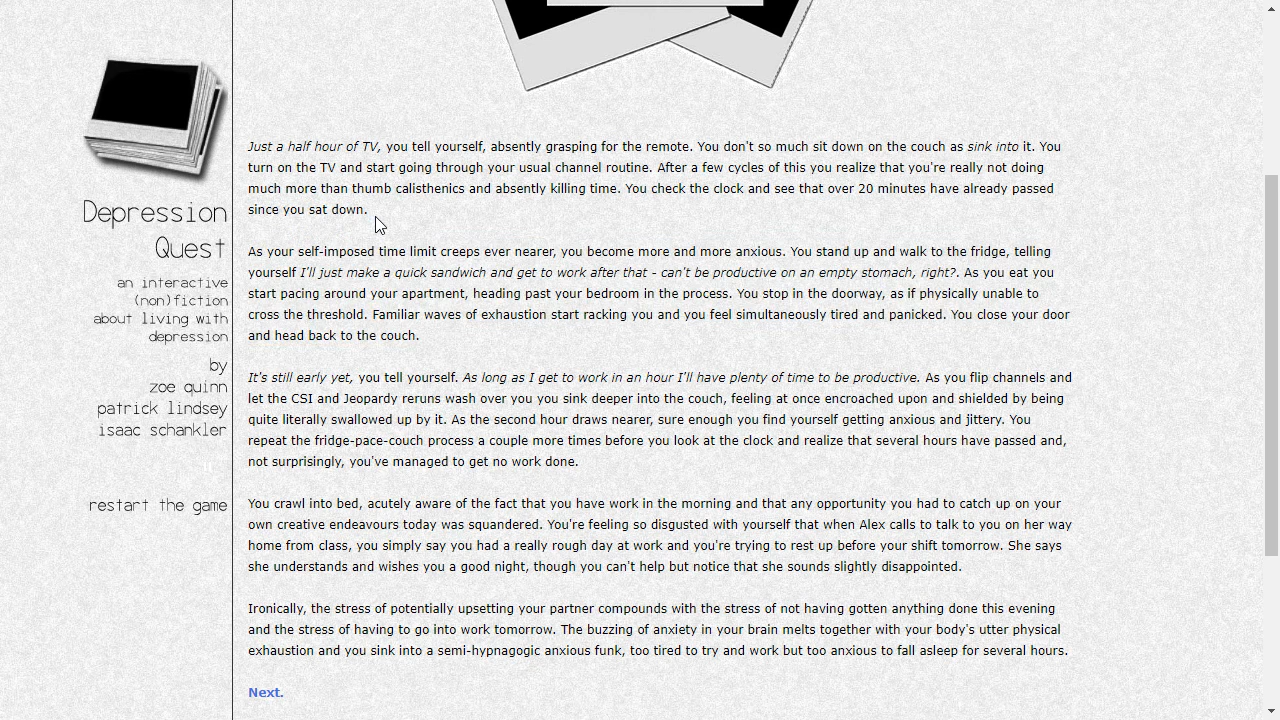 Depression
Quest
an interactive
(non)fiction
about living with
depression
by
zoe quinn
patrick lindsey
isaac schankler
restart the game
Just a half hour of TV, you tell yourself, absently grasping for the remote. You don't so much sit down on the couch as sink into it. You
turn on the TV and start going through your usual channel routine. After a few cycles of this you realize that you're really not doing
much more than thumb calisthenics and absently killing time. You check the clock and see that over 20 minutes have already passed
since you sat down.
As your self-imposed time limit creeps ever nearer, you become more and more anxious. You stand up and walk to the fridge, telling
yourself I'll just make a quick sandwich and get to work after that - can't be productive on an empty stomach, right?. As you eat you
start pacing around your apartment, heading past your bedroom in the process. You stop in the doorway, as if physically unable to
cross the threshold. Familiar waves of exhaustion start racking you and you feel simultaneously tired and panicked. You close your door
and head back to the couch.
It's still early yet, you tell yourself. As long as I get to work in an hour I'll have plenty of time to be productive. As you flip channels and
let the CSI and Jeopardy reruns wash over you you sink deeper into the couch, feeling at once encroached upon and shielded by being
quite literally swallowed up by it. As the second hour draws nearer, sure enough you find yourself getting anxious and jittery. You
repeat the fridge-pace-couch process a couple more times before you look at the clock and realize that several hours have passed and,
not surprisingly, you've managed to get no work done.
You crawl into bed, acutely aware of the fact that you have work in the morning and that any opportunity you had to catch up on your
own creative endeavours today was squandered. You're feeling so disgusted with yourself that when Alex calls to talk to you on her way
home from class, you simply say you had a really rough day at work and you're trying to rest up before your shift tomorrow. She says
she understands and wishes you a good night, though you can't help but notice that she sounds slightly disappointed.
Ironically, the stress of potentially upsetting your partner compounds with the stress of not having gotten anything done this evening
and the stress of having to go into work tomorrow. The buzzing of anxiety in your brain melts together with your body's utter physical
exhaustion and you sink into a semi-hypnagogic anxious funk, too tired to try and work but too anxious to fall asleep for several hours.
Next.